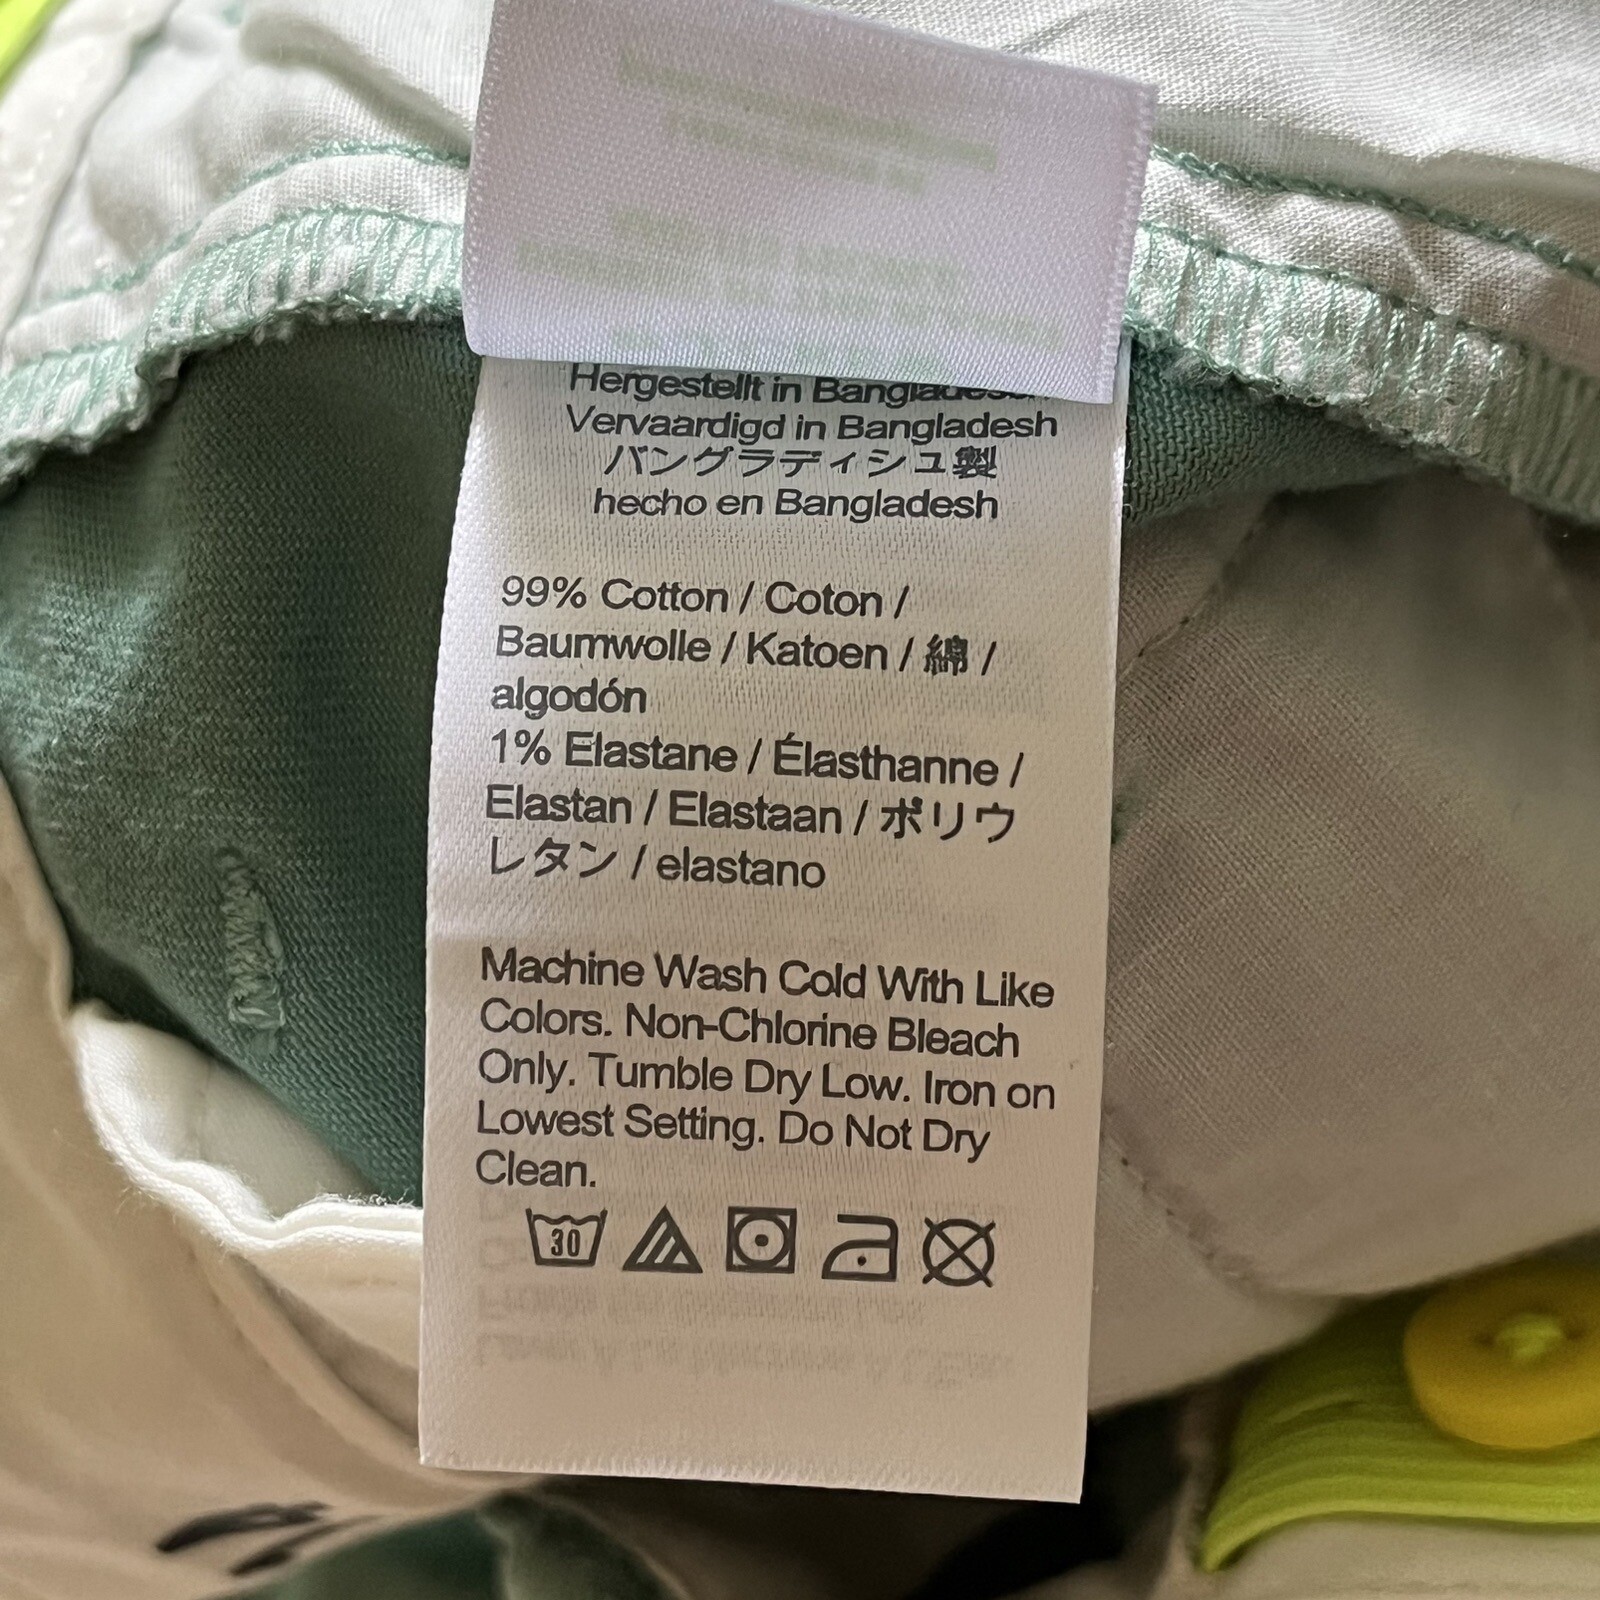 Hergestellt in Bangladesh
Vervaardigd in Bangladesh
バングラディシュ製
hecho en Bangladesh
99% Cotton / Coton /
Baumwolle / Katoen / 綿 /
algodón
1% Elastane / Élasthanne /
Elastan / Elastaan / ポリウ
レタン / elastano
Machine Wash Cold With Like
Colors. Non-Chlorine Bleach
Only. Tumble Dry Low. Iron on
Lowest Setting. Do Not Dry
Clean.
30